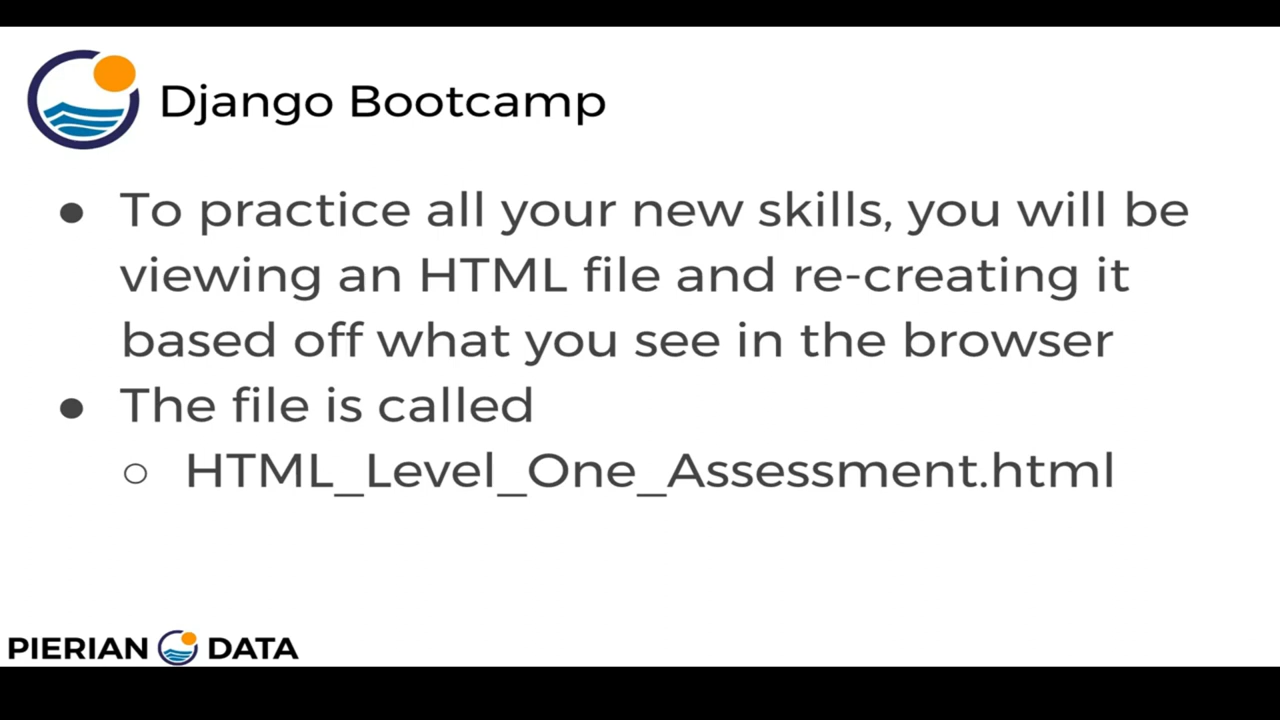 Django Bootcamp
● To practice all your new skills, you will be
viewing an HTML file and re-creating it
based off what you see in the browser
● The file is called
○ HTML_Level_One_Assessment.html
PIERIAN DATA